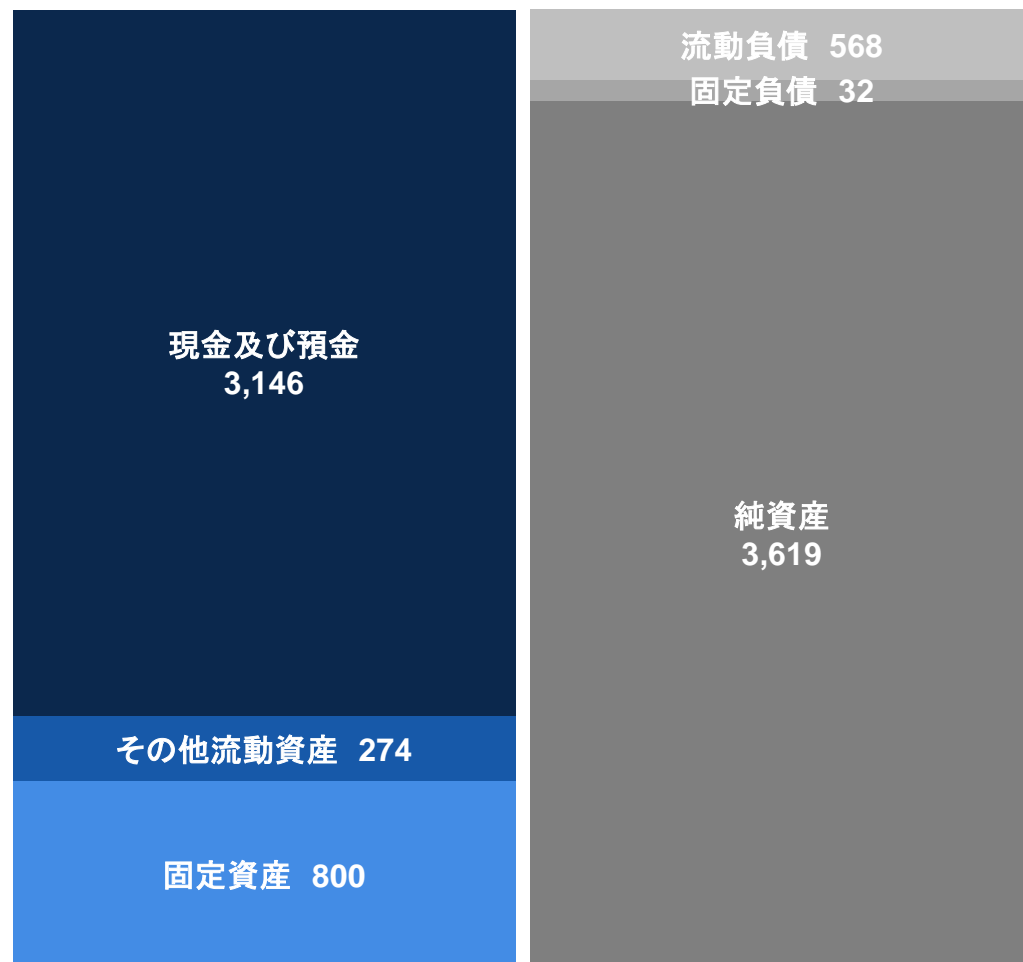 現金及び預金
3,146
その他流動資産 274
固定資産 800
流動負債 568
固定負債 32
純資産
3,619